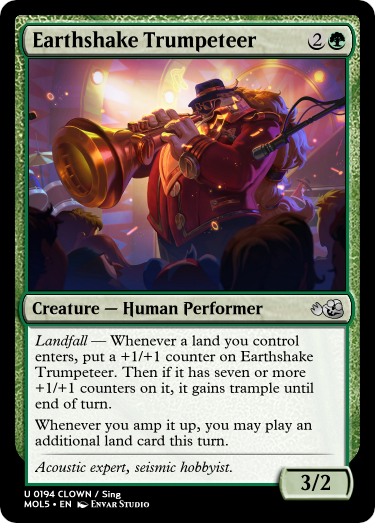 Earthshake Trumpeteer 2
Creature — Human Performer
Landfall — Whenever a land you control
enters, put a +1/+1 counter on Earthshake
Trumpeteer. Then if it has seven or more
+1/+1 counters on it, it gains trample until
end of turn.
Whenever you amp it up, you may play an
additional land card this turn.
Acoustic expert, seismic hobbyist.
3/2
U 0194 CLOWN / Sing
MOL5 • EN Envar Studio